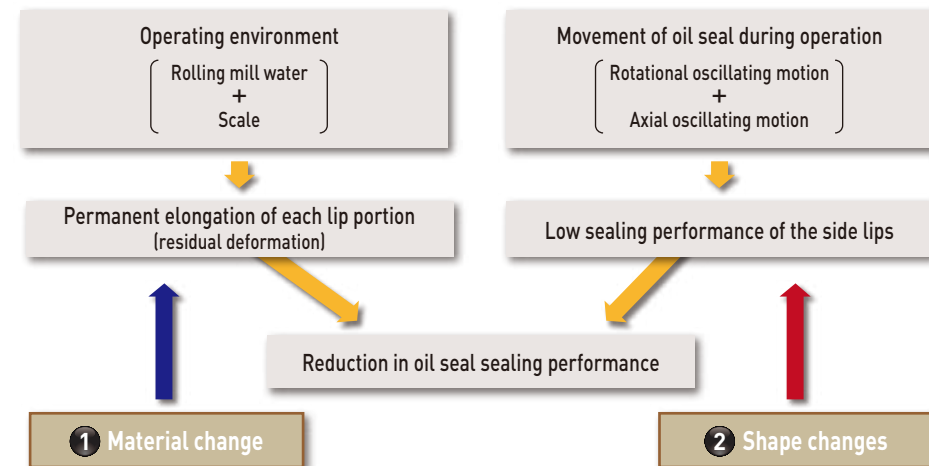 Operating environment
Rolling mill water
+
Scale
Movement of oil seal during operation
Rotational oscillating motion
+
Axial oscillating motion
Permanent elongation of each lip portion
(residual deformation)
Low sealing performance of the side lips
Reduction in oil seal sealing performance
1 Material change
2 Shape changes